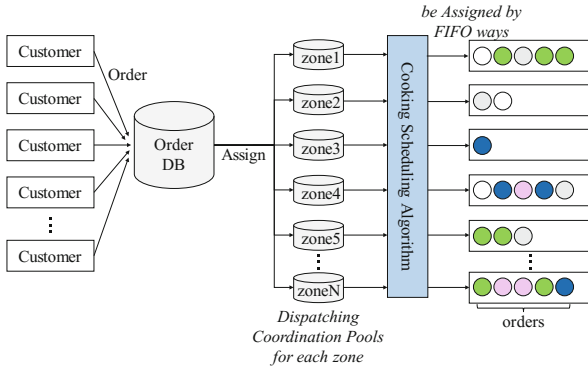 be Assigned by
FIFO ways
Customer
Customer
Customer
Customer
Customer
Order
Order
DB
Assign
zone1
zone2
zone3
zone4
zone5
zoneN
Cooking Scheduling Algorithm
orders
Dispatching
Coordination Pools
for each zone